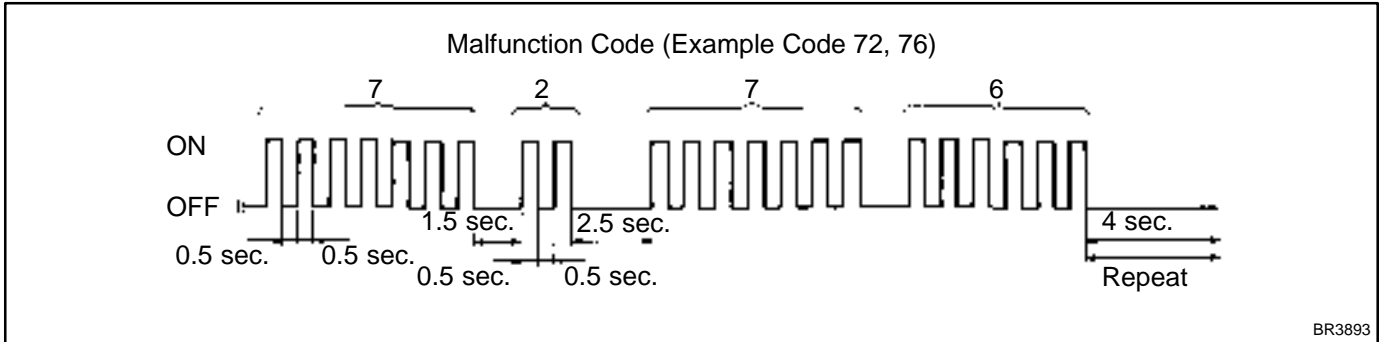 Malfunction Code (Example Code 72, 76)
7 2 7 6
ON
OFF
1.5 sec. 2.5 sec. 4 sec.
0.5 sec. 0.5 sec. 0.5 sec. 0.5 sec. Repeat
BR3893